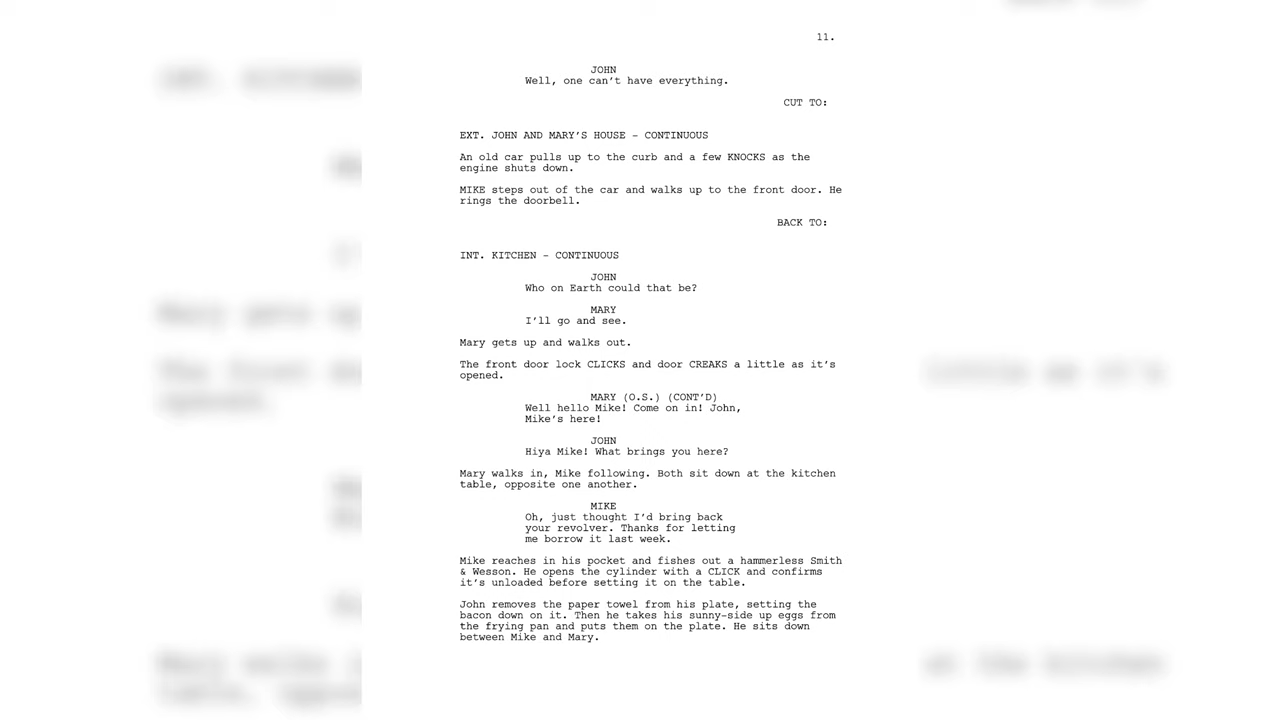 11.
JOHN
Well, one can't have everything.
CUT TO:
EXT. JOHN AND MARY'S HOUSE - CONTINUOUS
An old car pulls up to the curb and a few KNOCKS as the
engine shuts down.
MIKE steps out of the car and walks up to the front door. He
rings the doorbell.
BACK TO:
INT. KITCHEN - CONTINUOUS
JOHN
Who on Earth could that be?
MARY
I'll go and see.
Mary gets up and walks out.
The front door lock CLICKS and door CREAKS a little as it's
opened.
MARY (O.S.) (CONT'D)
Well hello Mike! Come on in! John,
Mike's here!
JOHN
Hiya Mike! What brings you here?
Mary walks in, Mike following. Both sit down at the kitchen
table, opposite one another.
MIKE
Oh, just thought I'd bring back
your revolver. Thanks for letting
me borrow it last week.
Mike reaches in his pocket and fishes out a hammerless Smith
& Wesson. He opens the cylinder with a CLICK and confirms
it's unloaded before setting it on the table.
John removes the paper towel from his plate, setting the
bacon down on it. Then he takes his sunny-side up eggs from
the frying pan and puts them on the plate. He sits down
between Mike and Mary.